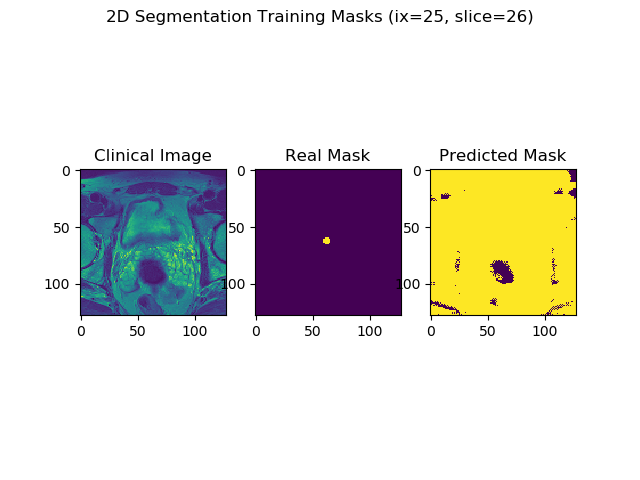 2D Segmentation Training Masks (ix=25, slice=26)
Clinical Image Real Mask Predicted Mask
0 0 0
50 50 50
100 100 100
0 50 100 0 50 100 0 50 100